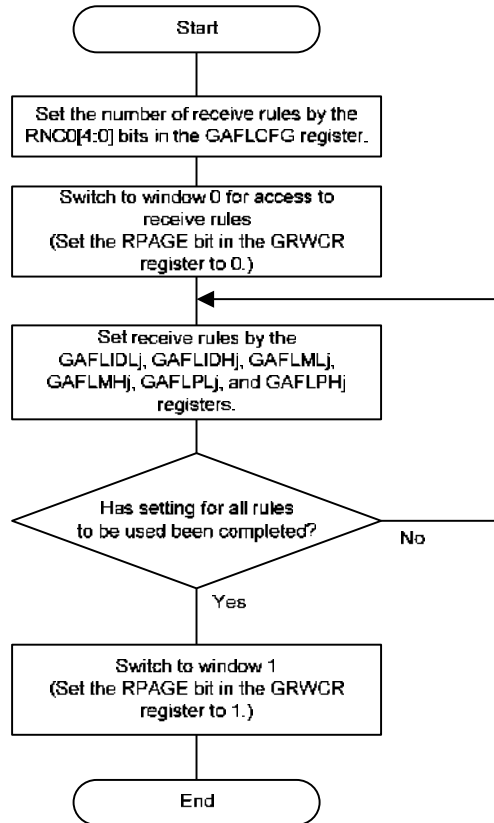 Start
Set the number of receive rules by the
RNC0[4:0] bits in the GAFLCFG register.
Switch to window 0 for access to
receive rules
(Set the RPAGE bit in the GRWCR
register to 0.)
Set receive rules by the
GAFLIDLj, GAFLIDHj, GAFLMLj,
GAFLMHj, GAFLPLj, and GAFLPHj
registers.
Has setting for all rules
to be used been completed?
No
Yes
Switch to window 1
(Set the RPAGE bit in the GRWCR
register to 1.)
End